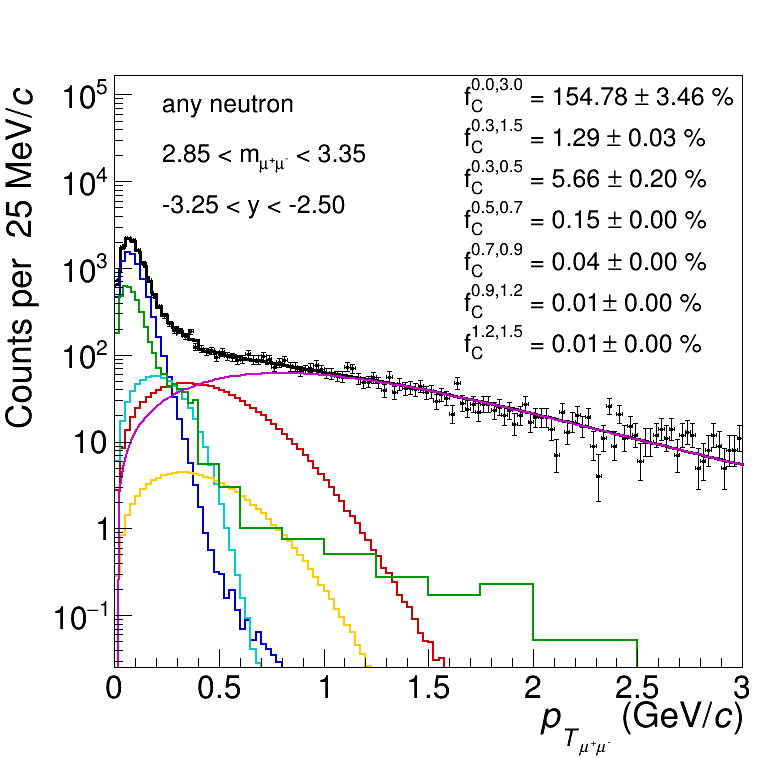 Counts per 25 MeV/c
10⁵
10⁴
10³
10²
10
1
10⁻¹
any neutron
2.85 < m_μ⁺μ⁻ < 3.35
-3.25 < y < -2.50
f_C^0.0,3.0 = 154.78 ± 3.46 %
f_C^0.3,1.5 = 1.29 ± 0.03 %
f_C^0.3,0.5 = 5.66 ± 0.20 %
f_C^0.5,0.7 = 0.15 ± 0.00 %
f_C^0.7,0.9 = 0.04 ± 0.00 %
f_C^0.9,1.2 = 0.01± 0.00 %
f_C^1.2,1.5 = 0.01± 0.00 %
0 0.5 1 1.5 2 2.5 3
p_T μ⁺μ⁻ (GeV/c)